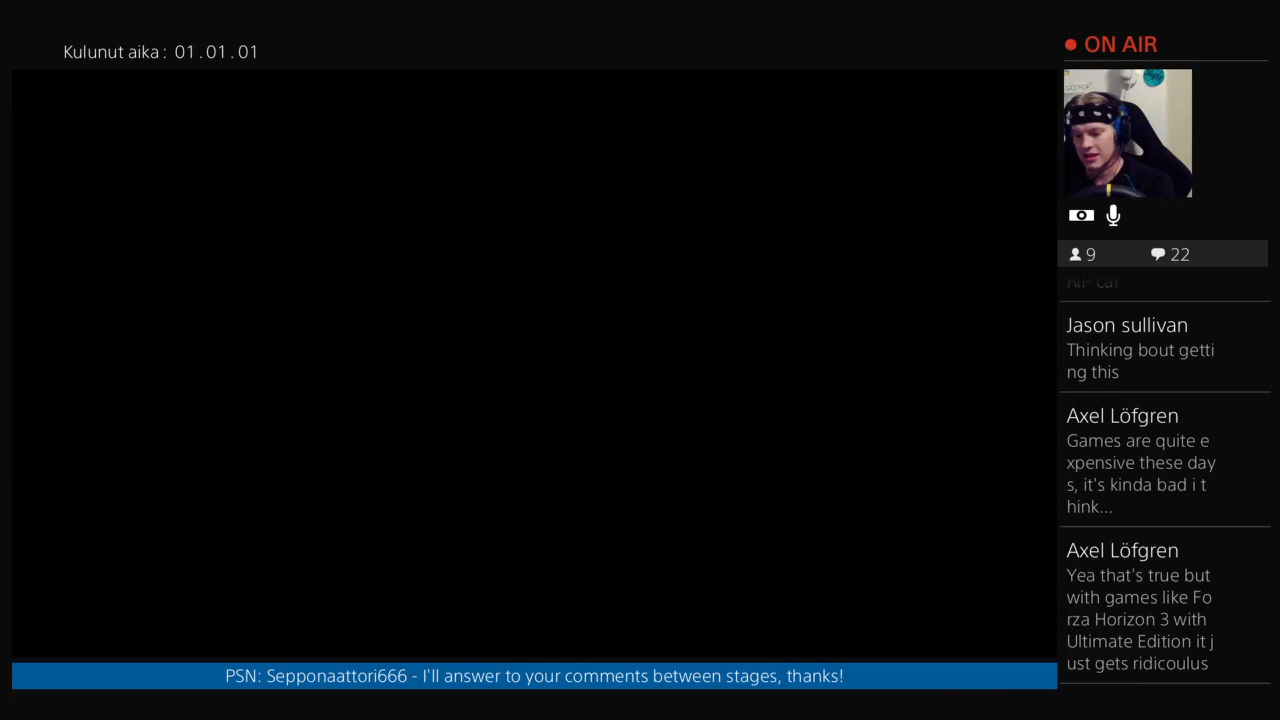 Kulunut aika : 01.01.01
ON AIR
9
22
RIP car
Jason sullivan
Thinking bout getti
ng this
Axel Löfgren
Games are quite e
xpensive these day
s, it's kinda bad i t
hink...
Axel Löfgren
Yea that's true but
with games like Fo
rza Horizon 3 with
Ultimate Edition it j
ust gets ridicoulus
PSN: Sepponaattori666 - I'll answer to your comments between stages, thanks!